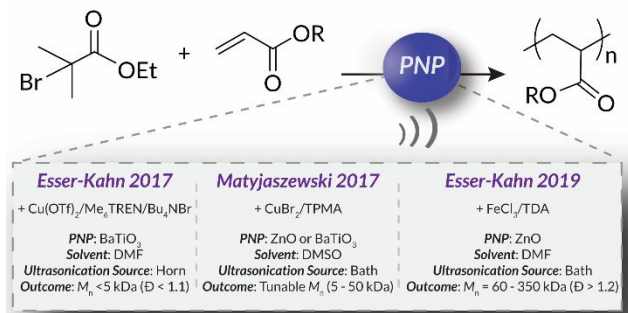 O
Br
OEt
+
OR
O
PNP
n
RO
O
Esser-Kahn 2017
+ Cu(OTf)₂/Me₆TREN/Bu₄NBr
PNP: BaTiO₃
Solvent: DMF
Ultrasonication Source: Horn
Outcome: Mₙ <5 kDa (Đ < 1.1)
Matyjaszewski 2017
+ CuBr₂/TPMA
PNP: ZnO or BaTiO₃
Solvent: DMSO
Ultrasonication Source: Bath
Outcome: Tunable Mₙ (5 - 50 kDa)
Esser-Kahn 2019
+ FeCl₃/TDA
PNP: ZnO
Solvent: DMF
Ultrasonication Source: Bath
Outcome: Mₙ = 60 - 350 kDa (Đ > 1.2)